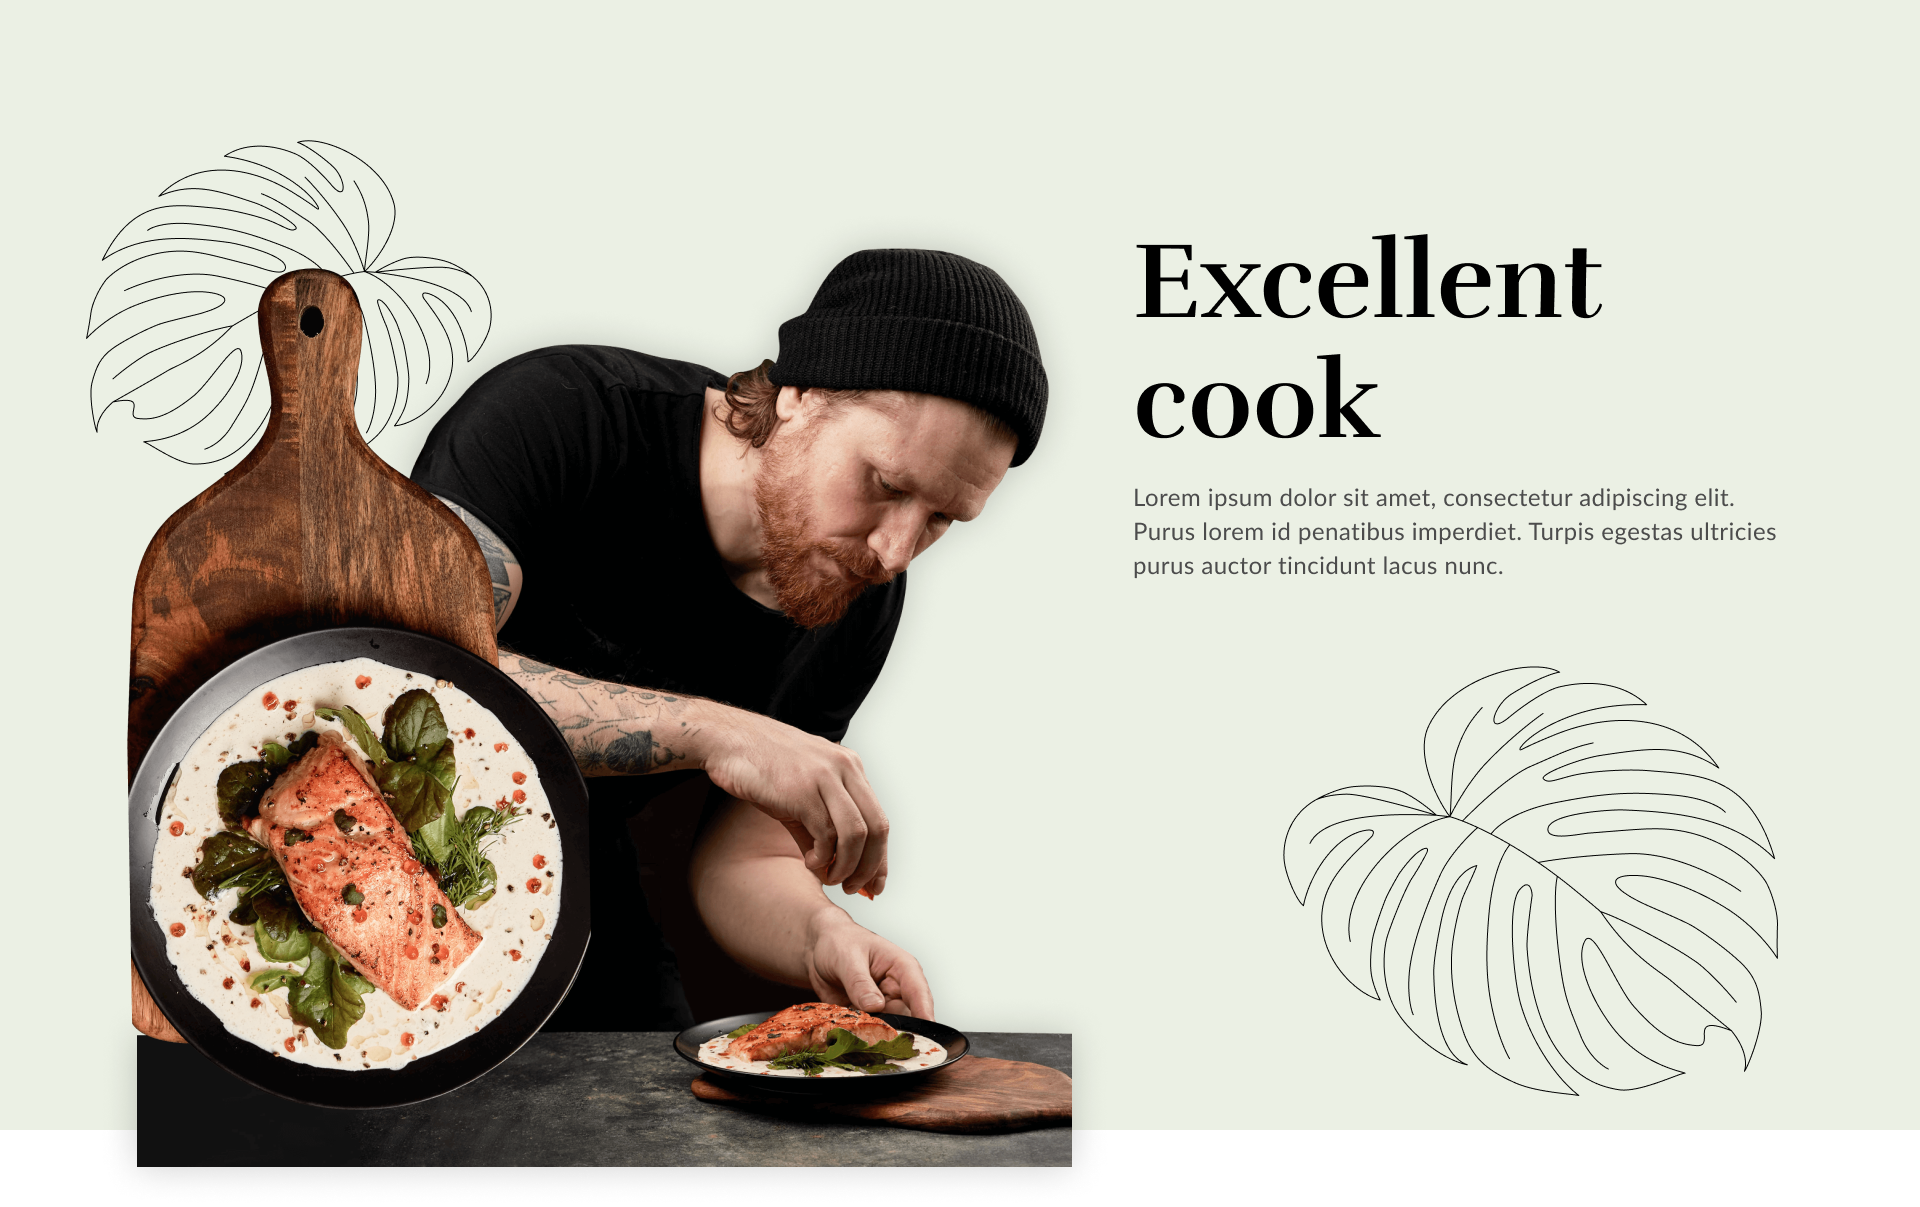 Excellent
cook
Lorem ipsum dolor sit amet, consectetur adipiscing elit.
Purus lorem id penatibus imperdiet. Turpis egestas ultricies
purus auctor tincidunt lacus nunc.